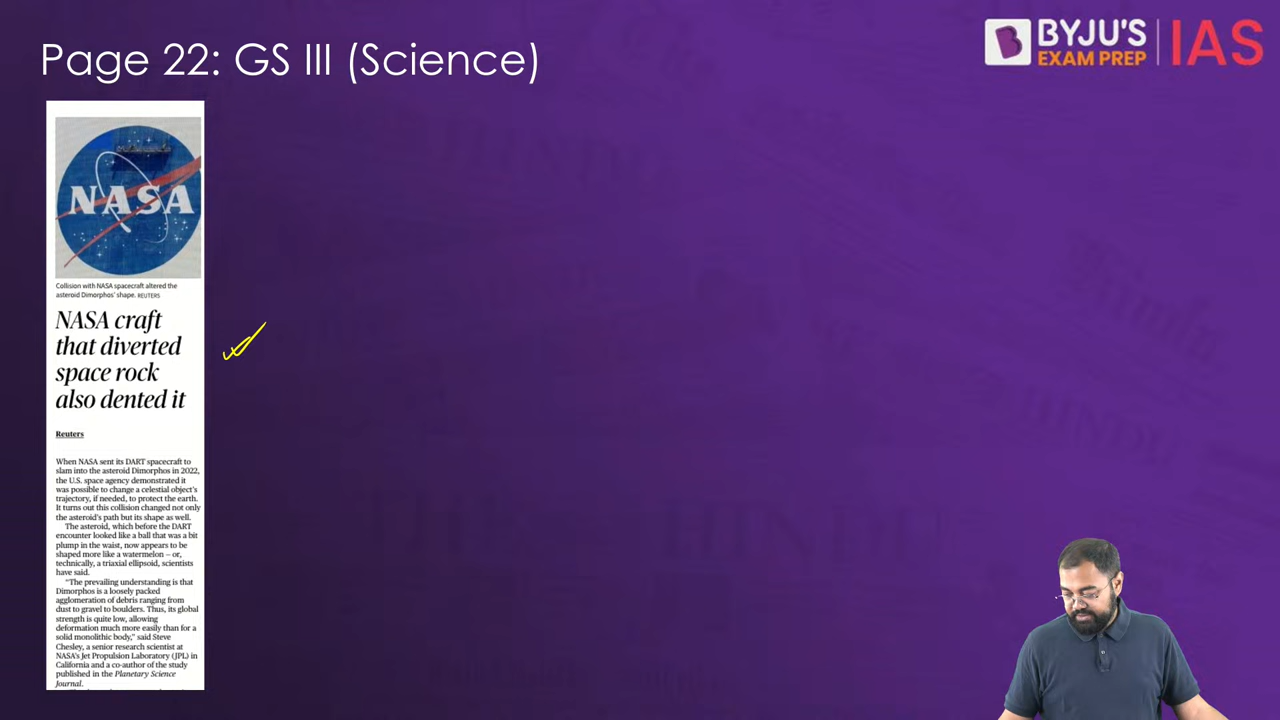 Page 22: GS III (Science)
BYJU'S
EXAM PREP
IAS
NASA
Collision with NASA spacecraft altered the
asteroid Dimorphos' shape. REUTERS
NASA craft
that diverted
space rock
also dented it
Reuters
When NASA sent its DART spacecraft to
slam into the asteroid Dimorphos in 2022,
the U.S. space agency demonstrated it
was possible to change a celestial object's
trajectory, if needed, to protect the earth.
It turns out this collision changed not only
the asteroid's path but its shape as well.
The asteroid, which before the DART
encounter looked like a ball that was a bit
plump in the waist, now appears to be
shaped more like a watermelon – or,
technically, a triaxial ellipsoid, scientists
have said.
"The prevailing understanding is that
Dimorphos is a loosely packed
agglomeration of debris ranging from
dust to gravel to boulders. Thus, its global
strength is quite low, allowing
deformation much more easily than for a
solid monolithic body," said Steve
Chesley, a senior research scientist at
NASA's Jet Propulsion Laboratory (JPL) in
California and a co-author of the study
published in the Planetary Science
Journal.